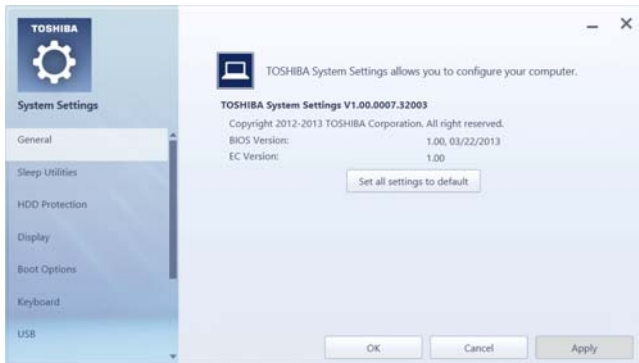 TOSHIBA
TOSHIBA System Settings allows you to configure your computer.
System Settings
TOSHIBA System Settings V1.00.0007.32003
Copyright 2012-2013 TOSHIBA Corporation. All right reserved.
General
BIOS Version: 1.00, 03/22/2013
EC Version: 1.00
Sleep Utilities
Set all settings to default
HDD Protection
Display
Boot Options
Keyboard
USB
OK Cancel Apply